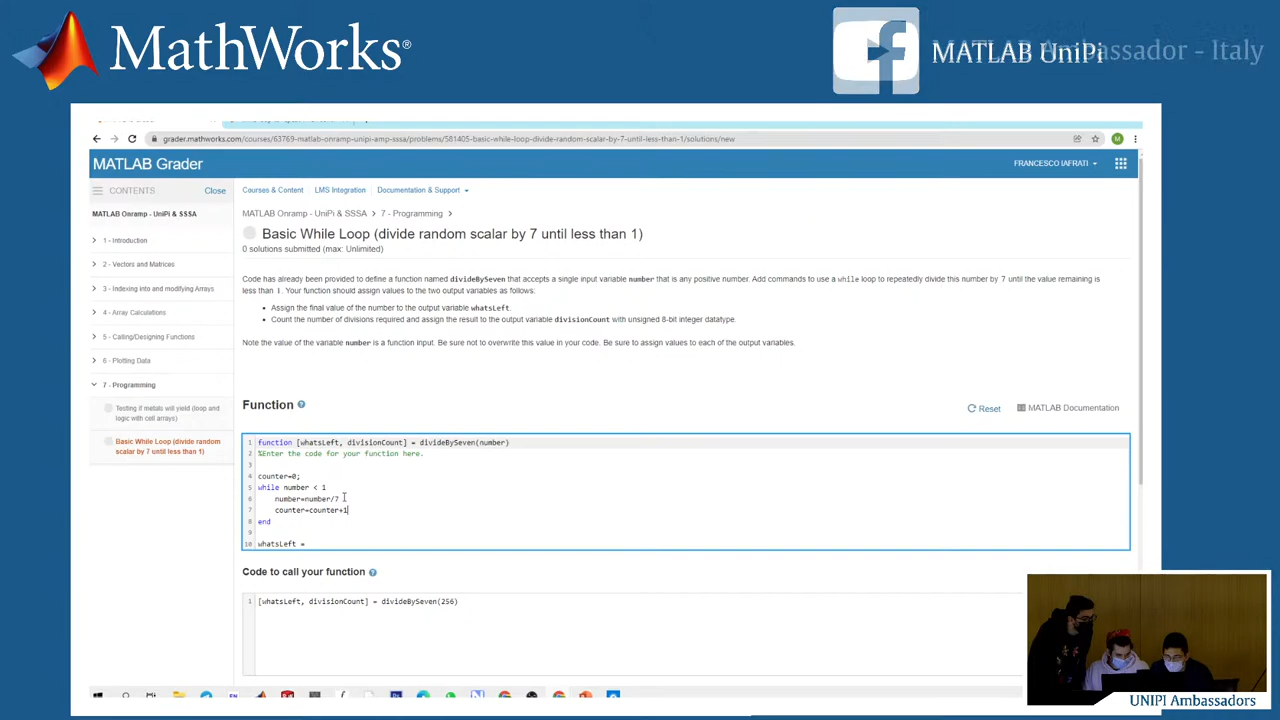 MathWorks®
MATLAB UniPi
grader.mathworks.com/courses/63769-matlab-onramp-unipi-amp-sssa/problems/581405-basic-while-loop-divide-random-scalar-by-7-until-less-than-1/solutions/new
MATLAB Grader
FRANCESCO IAFRATI
CONTENTS
Close
Courses & Content
LMS Integration
Documentation & Support
MATLAB Onramp - UniPi & SSSA
MATLAB Onramp - UniPi & SSSA > 7 - Programming >
Basic While Loop (divide random scalar by 7 until less than 1)
0 solutions submitted (max: Unlimited)
1 - Introduction
2 - Vectors and Matrices
3 - Indexing into and modifying Arrays
4 - Array Calculations
5 - Calling/Designing Functions
6 - Plotting Data
7 - Programming
Testing if metals will yield (loop and
logic with cell arrays)
Basic While Loop (divide random
scalar by 7 until less than 1)
Code has already been provided to define a function named divideBySeven that accepts a single input variable number that is any positive number. Add commands to use a while loop to repeatedly divide this number by 7 until the value remaining is
less than 1. Your function should assign values to the two output variables as follows:
• Assign the final value of the number to the output variable whatsLeft.
• Count the number of divisions required and assign the result to the output variable divisionCount with unsigned 8-bit integer datatype.
Note the value of the variable number is a function input. Be sure not to overwrite this value in your code. Be sure to assign values to each of the output variables.
Function
Reset
MATLAB Documentation
1 function [whatsLeft, divisionCount] = divideBySeven(number)
2 %Enter the code for your function here.
3
4 counter=0;
5 while number < 1
6 number=number/7
7 counter=counter+1
8 end
9
10 whatsLeft =
Code to call your function
1 [whatsLeft, divisionCount] = divideBySeven(256)
UNIPI Ambassadors